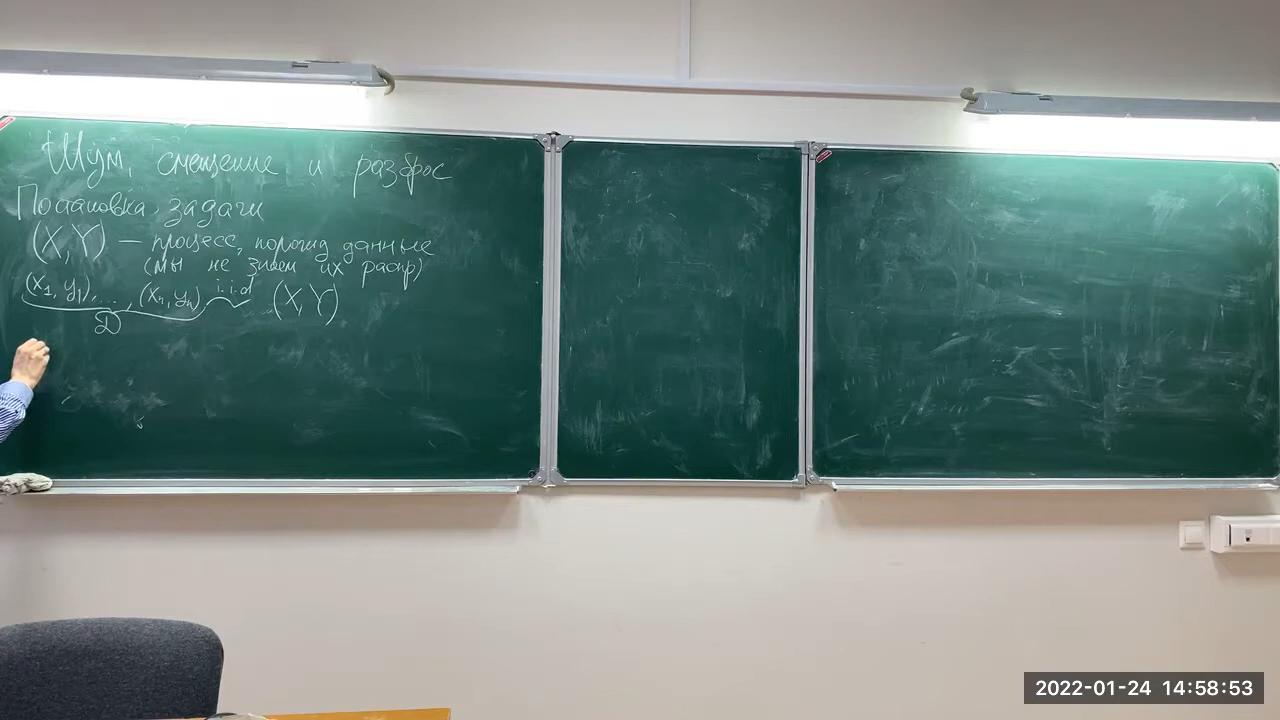 Шум, смещение и разброс
Постановка задачи
(X, Y) — процесс, порожд данные
(мы не знаем их распр)
(x₁, y₁), ..., (xₙ, yₙ) ~ i.i.d (X, Y)
D
2022-01-24 14:58:53